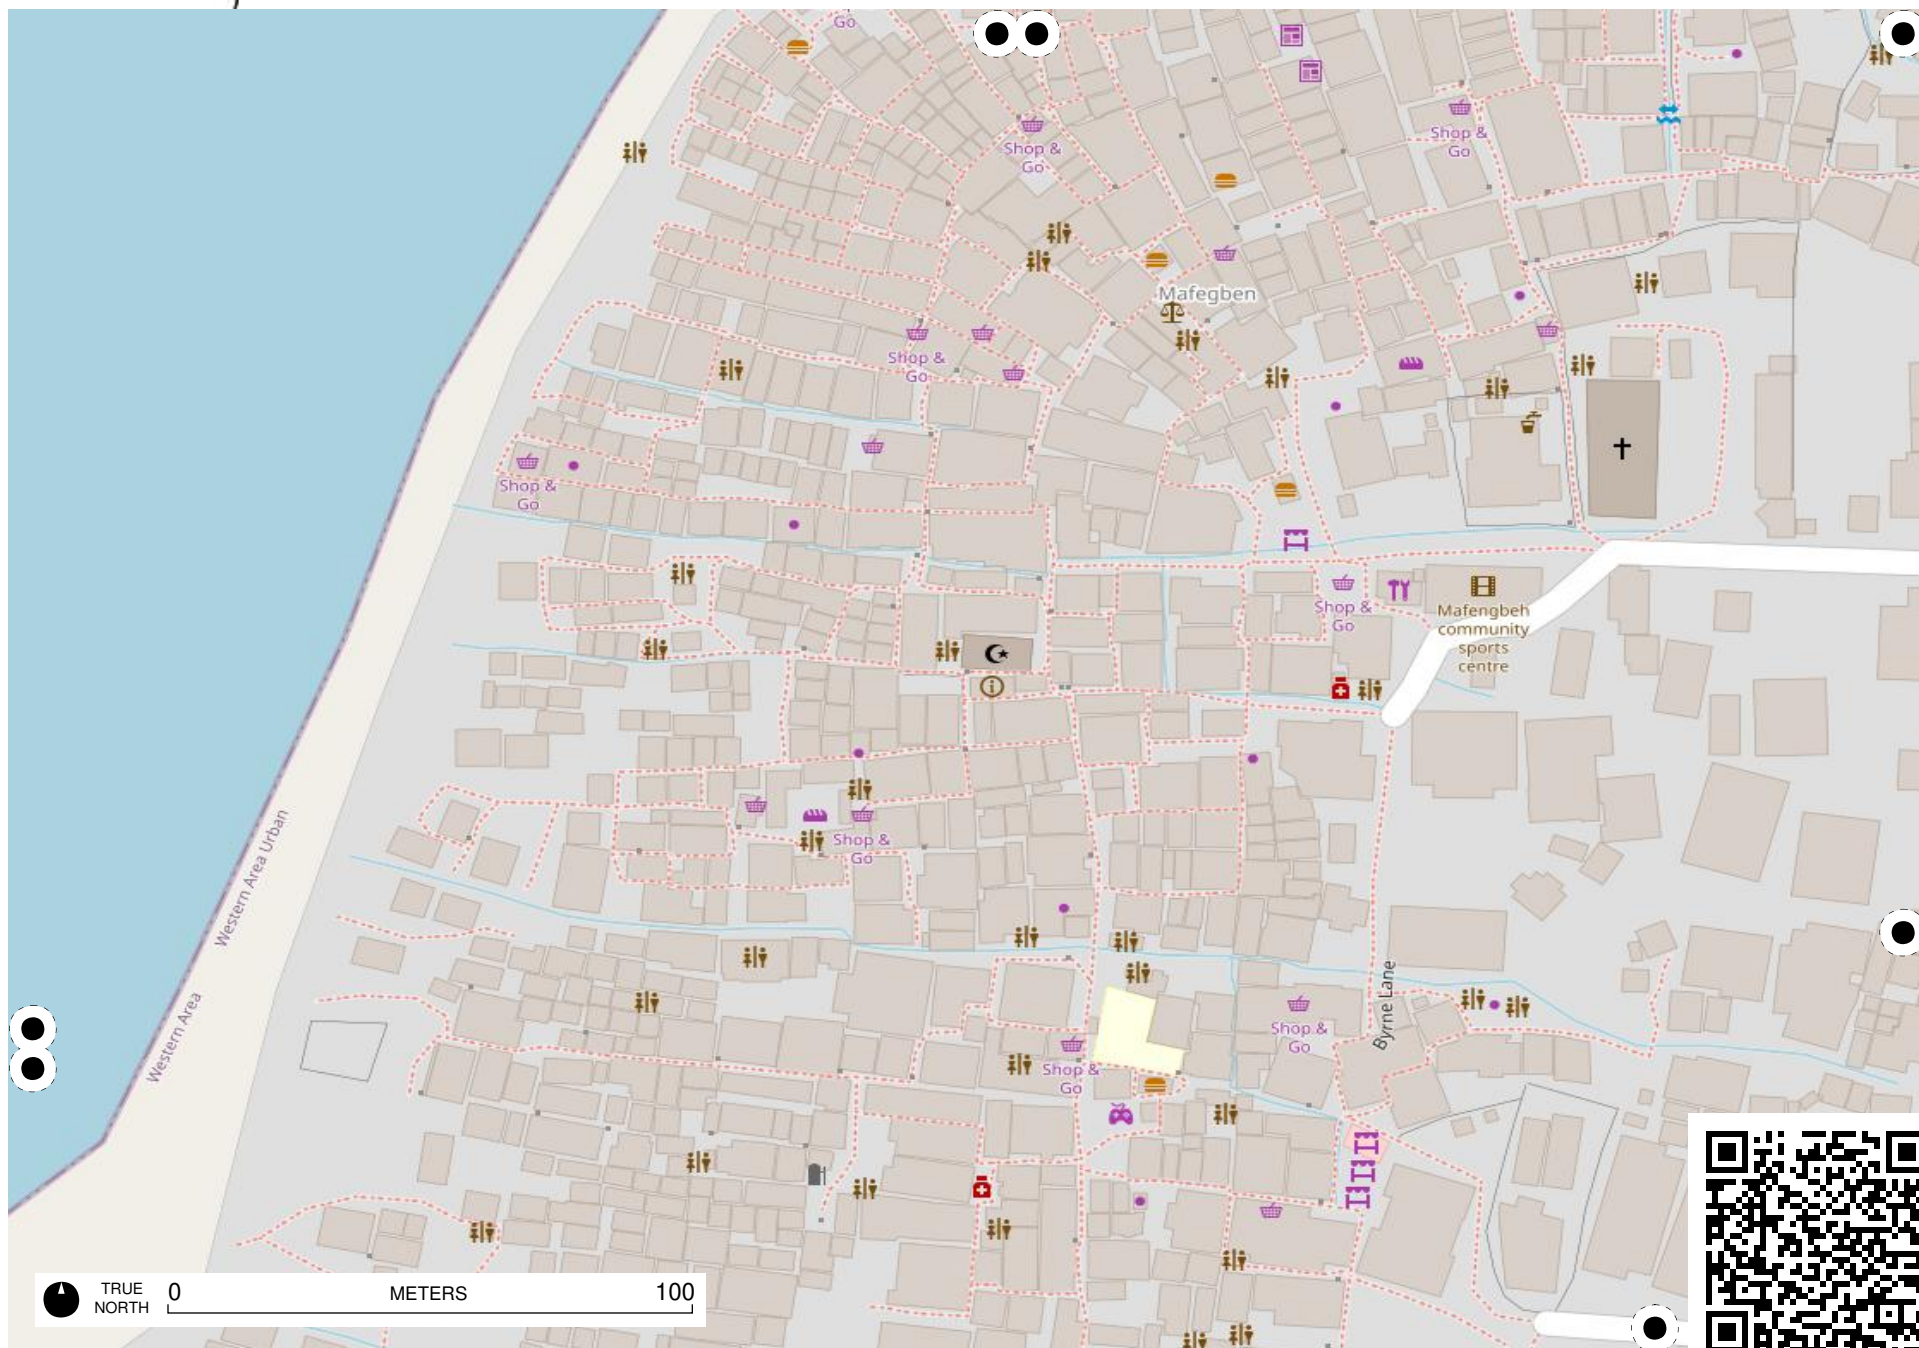 Go
Shop &
Go
Shop &
Go
Mafegben
Shop &
Go
Shop &
Go
Shop &
Go
Mafengbeh
community
sports
centre
Western Area Urban
Western Area
Shop &
Go
Byrne Lane
Shop &
Go
Shop &
Go
TRUE
NORTH
0
METERS
100